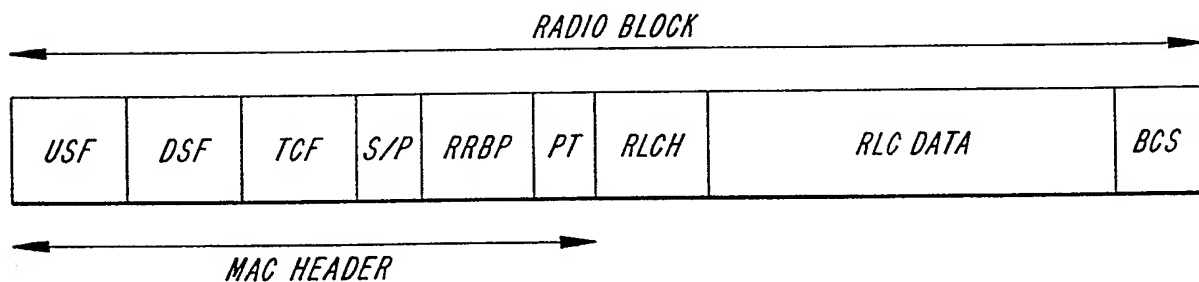 RADIO BLOCK
USF DSF TCF S/P RRBP PT RLCH RLC DATA BCS
MAC HEADER